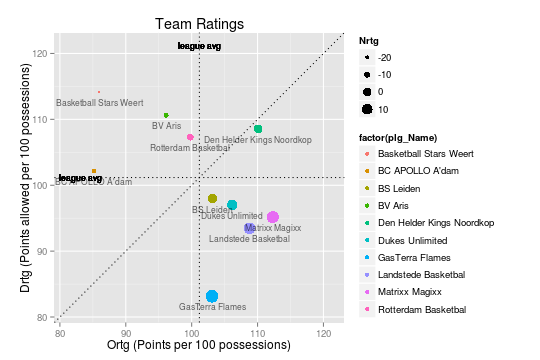 Team Ratings
league avg
Basketball Stars Weert
BV Aris
Rotterdam Basketbal
Den Helder Kings Noordkop
league avg
BC APOLLO A'dam
BS Leiden
Dukes Unlimited
Matrixx Magixx
Landstede Basketbal
GasTerra Flames
120
110
100
90
80
80
90
100
110
120
Drtg (Points allowed per 100 possessions)
Ortg (Points per 100 possessions)
Nrtg
-20
-10
0
10
factor(plg_Name)
Basketball Stars Weert
BC APOLLO A'dam
BS Leiden
BV Aris
Den Helder Kings Noordkop
Dukes Unlimited
GasTerra Flames
Landstede Basketbal
Matrixx Magixx
Rotterdam Basketbal